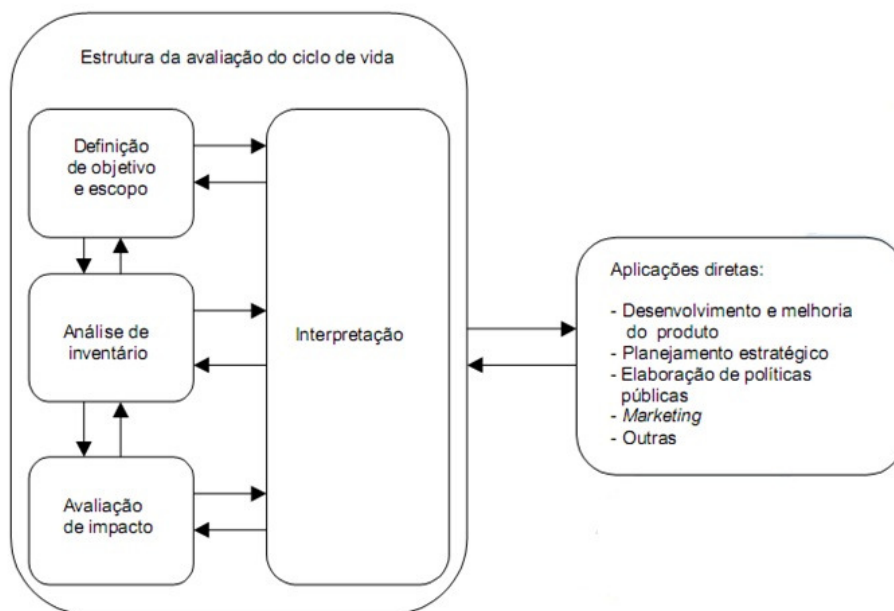 Estrutura da avaliação do ciclo de vida
Definição
de objetivo
e escopo
Análise de
inventário
Avaliação
de impacto
Interpretação
Aplicações diretas:
- Desenvolvimento e melhoria
do produto
- Planejamento estratégico
- Elaboração de políticas
públicas
- Marketing
- Outras